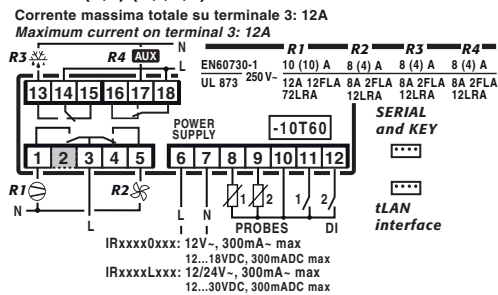 Corrente massima totale su terminale 3: 12A
Maximum current on terminal 3: 12A
R3 R4 AUX N L
R1 R2 R3 R4
EN60730-1 250 V~ 10 (10) A 8 (4) A 8 (4) A 8 (4) A
UL 873 12A 12FLA 72LRA 8A 2FLA 12LRA 8A 2FLA 12LRA 8A 2FLA 12LRA
13 14 15 16 17 18
POWER SUPPLY
-10T60
SERIAL and KEY
1 2 3 4 5 6 7 8 9 10 11 12
R1 R2 1 2 1 2
N L L N
PROBES DI
tLAN interface
IRxxxx0xxx: 12V~, 300mA~ max
12...18VDC, 300mADC max
IRxxxxLxxx: 12/24V~, 300mA~ max
12...30VDC, 300mADC max